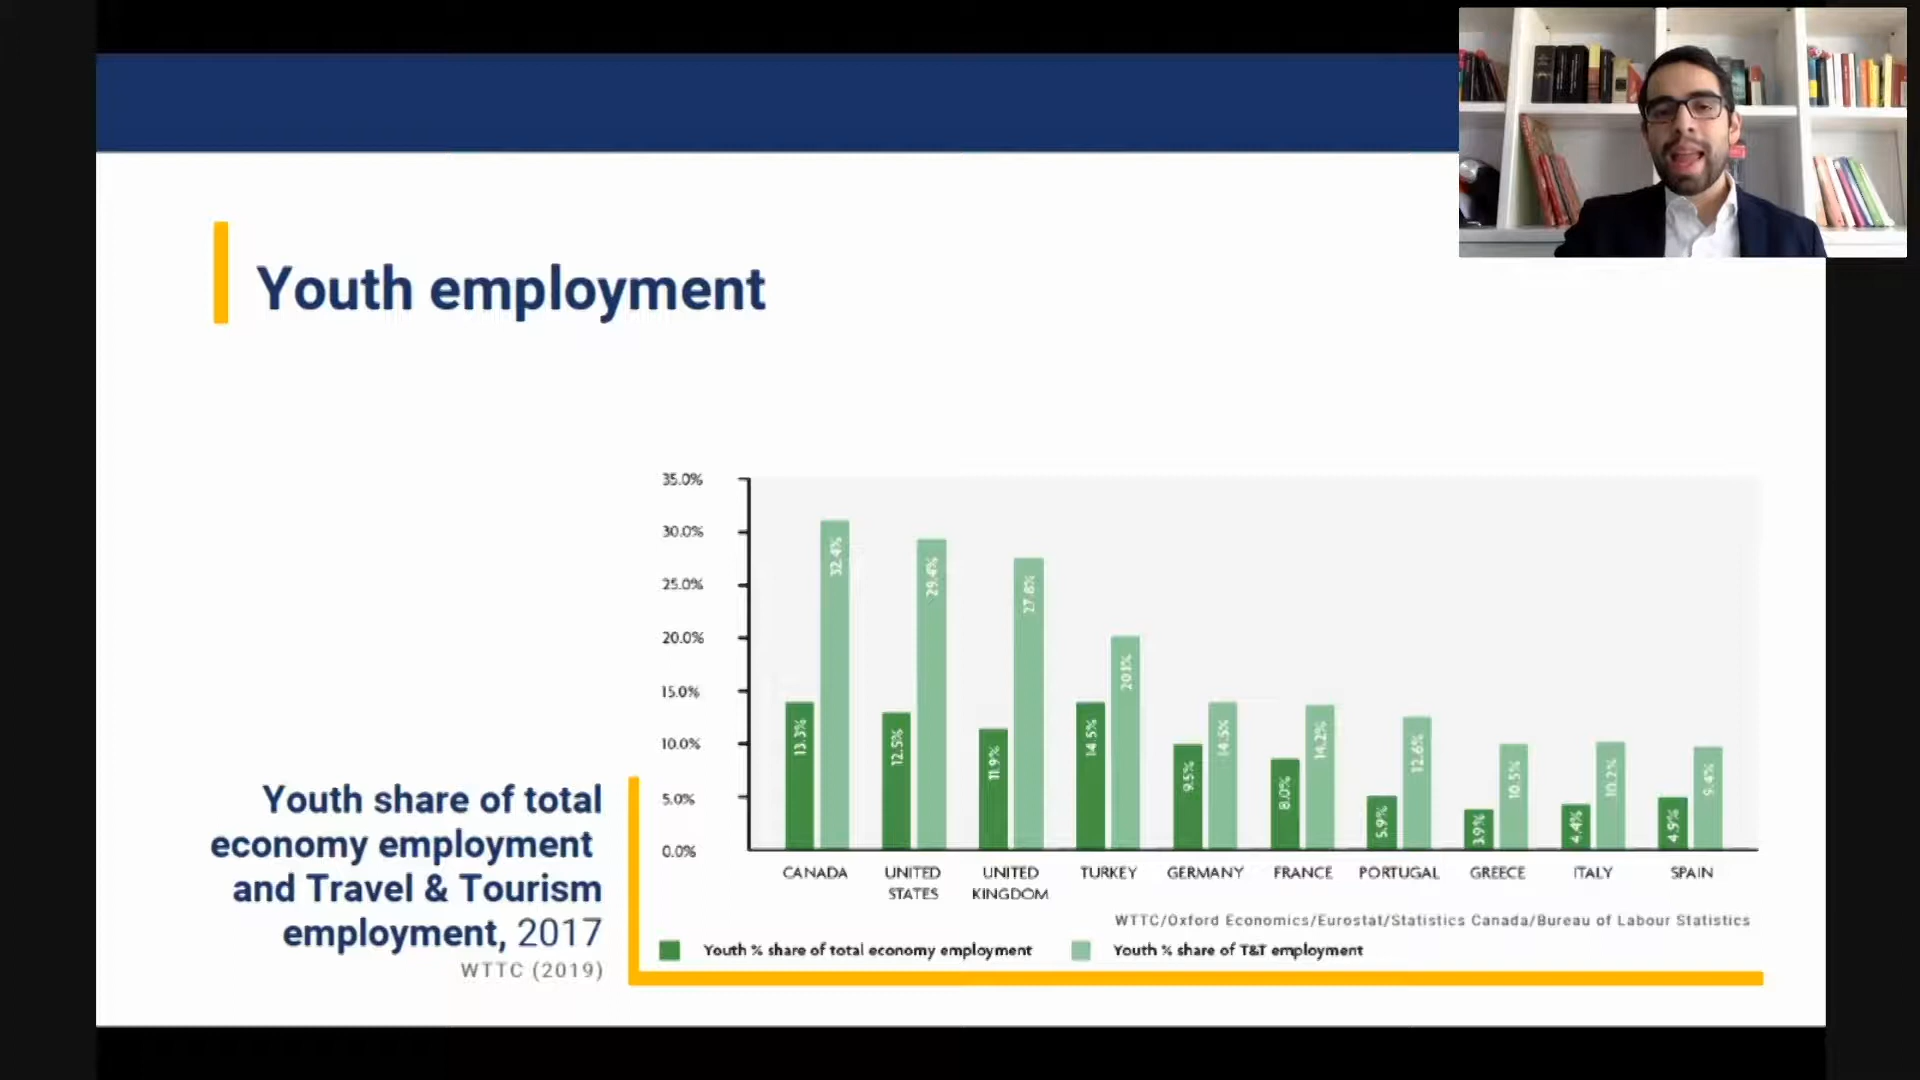 Youth employment
35.0%
30.0%
25.0%
20.0%
15.0%
10.0%
5.0%
0.0%
13.3%
32.4%
12.5%
29.4%
11.9%
27.8%
14.5%
20.1%
9.5%
14.5%
8.0%
14.2%
5.9%
12.6%
3.9%
10.5%
4.4%
10.2%
4.9%
9.4%
CANADA
UNITED
STATES
UNITED
KINGDOM
TURKEY
GERMANY
FRANCE
PORTUGAL
GREECE
ITALY
SPAIN
WTTC/Oxford Economics/Eurostat/Statistics Canada/Bureau of Labour Statistics
Youth % share of total economy employment
Youth % share of T&T employment
Youth share of total
economy employment
and Travel & Tourism
employment, 2017
WTTC (2019)